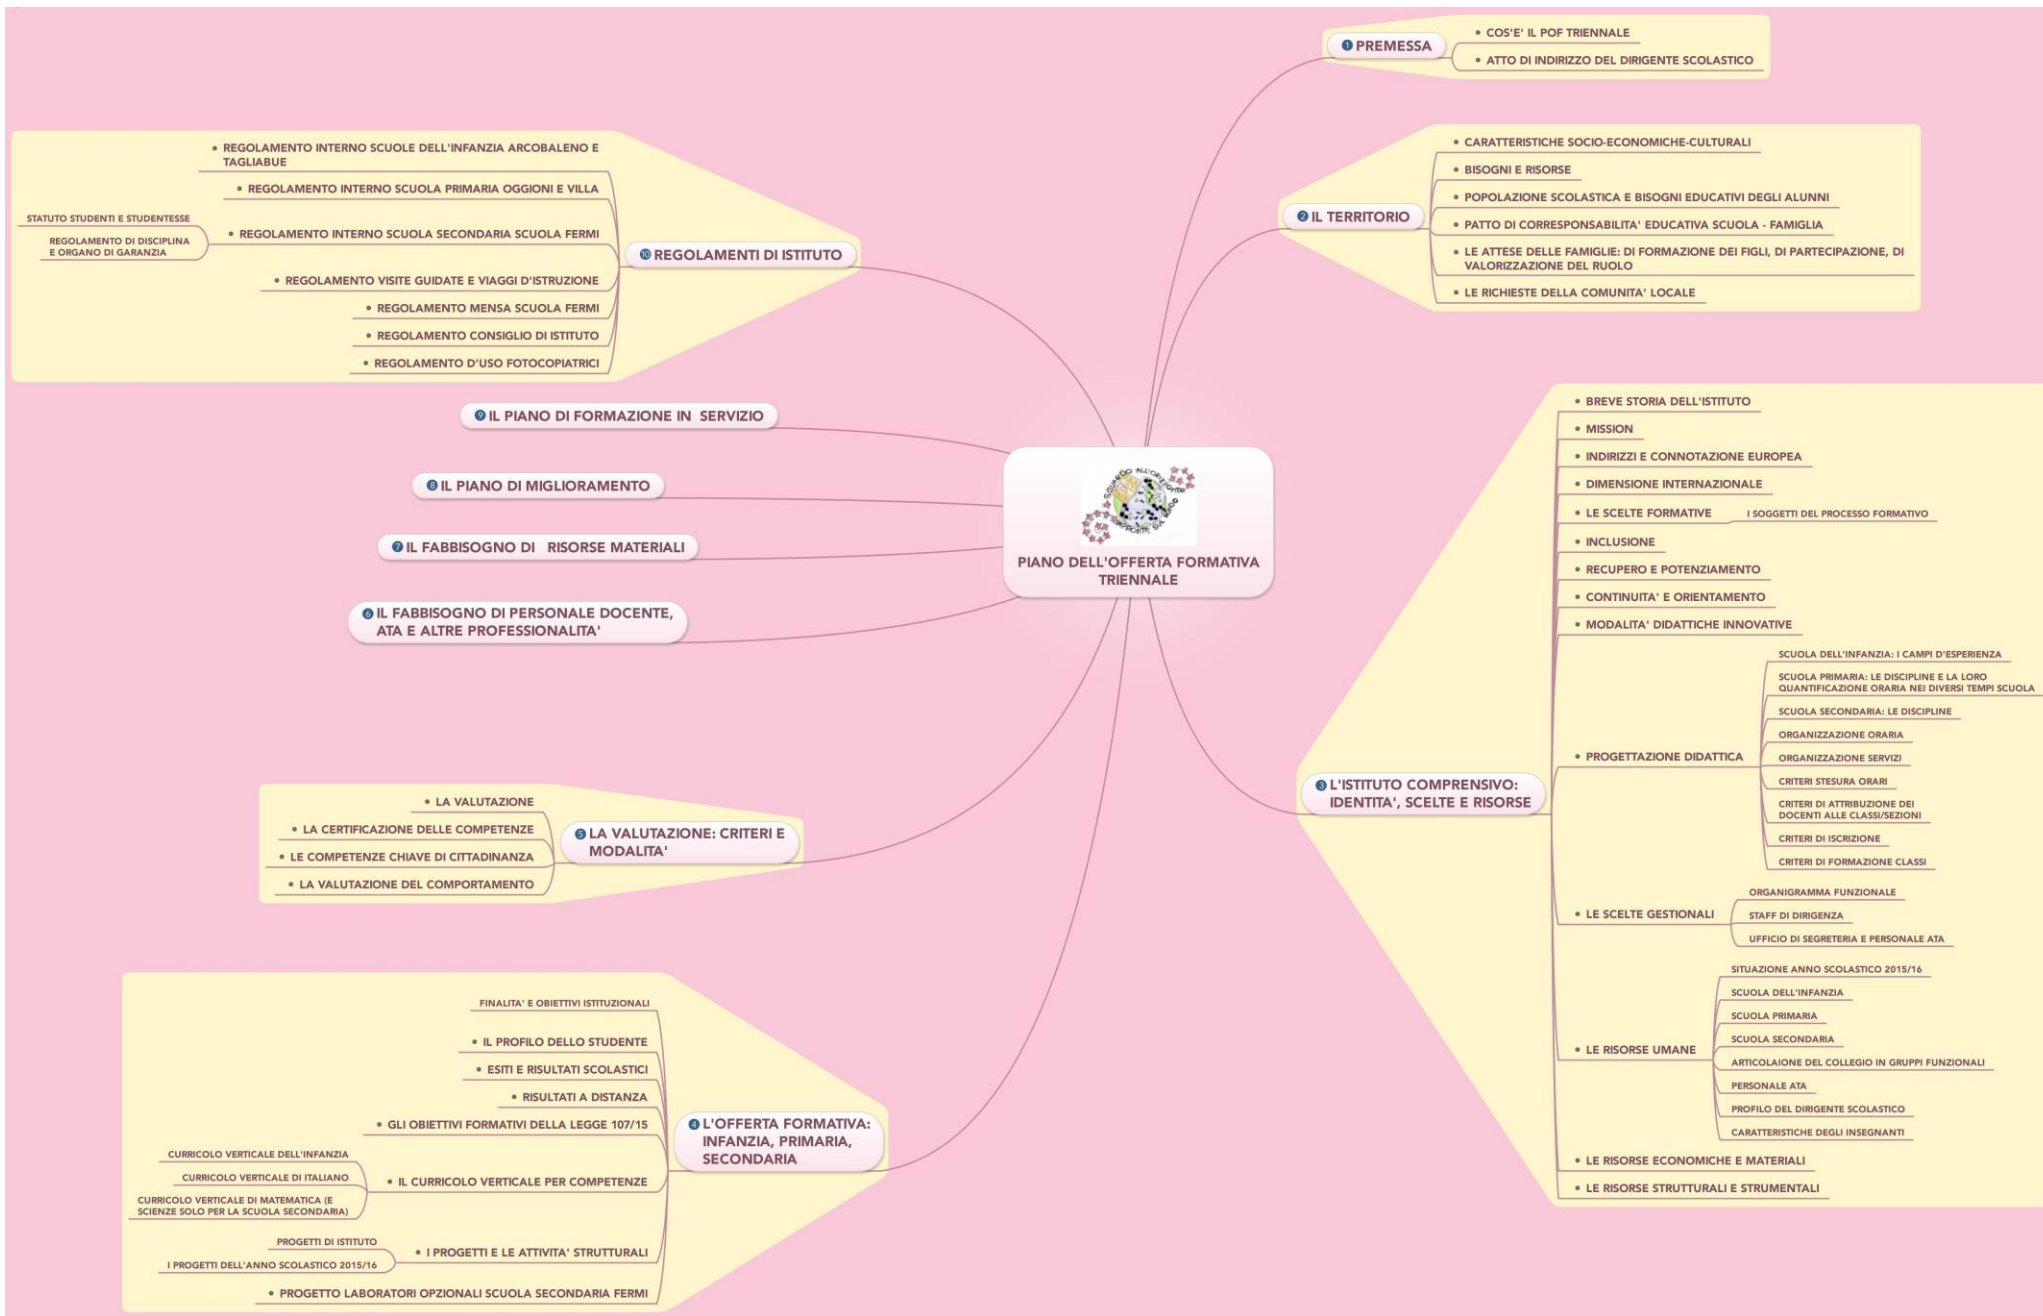 PIANO DELL'OFFERTA FORMATIVA
TRIENNALE
❶ PREMESSA
• COS'E' IL POF TRIENNALE
• ATTO DI INDIRIZZO DEL DIRIGENTE SCOLASTICO
❷ IL TERRITORIO
• CARATTERISTICHE SOCIO-ECONOMICHE-CULTURALI
• BISOGNI E RISORSE
• POPOLAZIONE SCOLASTICA E BISOGNI EDUCATIVI DEGLI ALUNNI
• PATTO DI CORRESPONSABILITA' EDUCATIVA SCUOLA - FAMIGLIA
• LE ATTESE DELLE FAMIGLIE: DI FORMAZIONE DEI FIGLI, DI PARTECIPAZIONE, DI
VALORIZZAZIONE DEL RUOLO
• LE RICHIESTE DELLA COMUNITA' LOCALE
❸ L'ISTITUTO COMPRENSIVO:
IDENTITA', SCELTE E RISORSE
• BREVE STORIA DELL'ISTITUTO
• MISSION
• INDIRIZZI E CONNOTAZIONE EUROPEA
• DIMENSIONE INTERNAZIONALE
• LE SCELTE FORMATIVE
I SOGGETTI DEL PROCESSO FORMATIVO
• INCLUSIONE
• RECUPERO E POTENZIAMENTO
• CONTINUITA' E ORIENTAMENTO
• MODALITA' DIDATTICHE INNOVATIVE
• PROGETTAZIONE DIDATTICA
SCUOLA DELL'INFANZIA: I CAMPI D'ESPERIENZA
SCUOLA PRIMARIA: LE DISCIPLINE E LA LORO
QUANTIFICAZIONE ORARIA NEI DIVERSI TEMPI SCUOLA
SCUOLA SECONDARIA: LE DISCIPLINE
ORGANIZZAZIONE ORARIA
ORGANIZZAZIONE SERVIZI
CRITERI STESURA ORARI
CRITERI DI ATTRIBUZIONE DEI
DOCENTI ALLE CLASSI/SEZIONI
CRITERI DI ISCRIZIONE
CRITERI DI FORMAZIONE CLASSI
• LE SCELTE GESTIONALI
ORGANIGRAMMA FUNZIONALE
STAFF DI DIRIGENZA
UFFICIO DI SEGRETERIA E PERSONALE ATA
• LE RISORSE UMANE
SITUAZIONE ANNO SCOLASTICO 2015/16
SCUOLA DELL'INFANZIA
SCUOLA PRIMARIA
SCUOLA SECONDARIA
ARTICOLAIONE DEL COLLEGIO IN GRUPPI FUNZIONALI
PERSONALE ATA
PROFILO DEL DIRIGENTE SCOLASTICO
CARATTERISTICHE DEGLI INSEGNANTI
• LE RISORSE ECONOMICHE E MATERIALI
• LE RISORSE STRUTTURALI E STRUMENTALI
❹ L'OFFERTA FORMATIVA:
INFANZIA, PRIMARIA,
SECONDARIA
FINALITA' E OBIETTIVI ISTITUZIONALI
• IL PROFILO DELLO STUDENTE
• ESITI E RISULTATI SCOLASTICI
• RISULTATI A DISTANZA
• GLI OBIETTIVI FORMATIVI DELLA LEGGE 107/15
• IL CURRICOLO VERTICALE PER COMPETENZE
CURRICOLO VERTICALE DELL'INFANZIA
CURRICOLO VERTICALE DI ITALIANO
CURRICOLO VERTICALE DI MATEMATICA (E
SCIENZE SOLO PER LA SCUOLA SECONDARIA)
• I PROGETTI E LE ATTIVITA' STRUTTURALI
PROGETTI DI ISTITUTO
I PROGETTI DELL'ANNO SCOLASTICO 2015/16
• PROGETTO LABORATORI OPZIONALI SCUOLA SECONDARIA FERMI
❺ LA VALUTAZIONE: CRITERI E
MODALITA'
• LA VALUTAZIONE
• LA CERTIFICAZIONE DELLE COMPETENZE
• LE COMPETENZE CHIAVE DI CITTADINANZA
• LA VALUTAZIONE DEL COMPORTAMENTO
❻ IL FABBISOGNO DI PERSONALE DOCENTE,
ATA E ALTRE PROFESSIONALITA'
❼ IL FABBISOGNO DI RISORSE MATERIALI
❽ IL PIANO DI MIGLIORAMENTO
❾ IL PIANO DI FORMAZIONE IN SERVIZIO
❿ REGOLAMENTI DI ISTITUTO
• REGOLAMENTO INTERNO SCUOLE DELL'INFANZIA ARCOBALENO E
TAGLIABUE
• REGOLAMENTO INTERNO SCUOLA PRIMARIA OGGIONI E VILLA
• REGOLAMENTO INTERNO SCUOLA SECONDARIA SCUOLA FERMI
STATUTO STUDENTI E STUDENTESSE
REGOLAMENTO DI DISCIPLINA
E ORGANO DI GARANZIA
• REGOLAMENTO VISITE GUIDATE E VIAGGI D'ISTRUZIONE
• REGOLAMENTO MENSA SCUOLA FERMI
• REGOLAMENTO CONSIGLIO DI ISTITUTO
• REGOLAMENTO D'USO FOTOCOPIATRICI